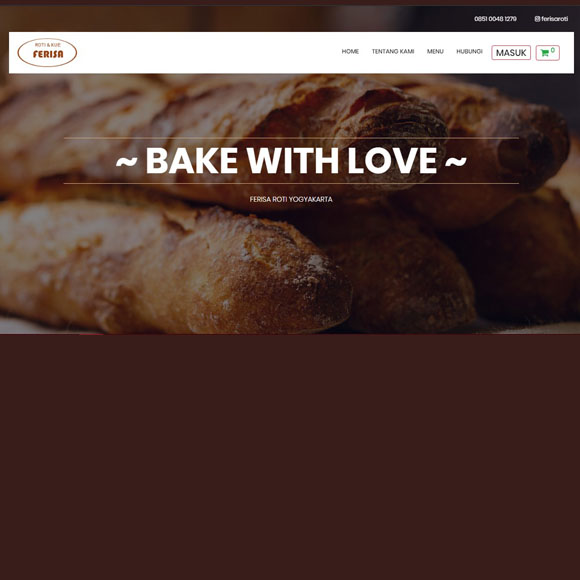 0851 0048 1279 ferisaroti
ROTI & KUE
FERISA
HOME TENTANG KAMI MENU HUBUNGI MASUK 0
~ BAKE WITH LOVE ~
FERISA ROTI YOGYAKARTA